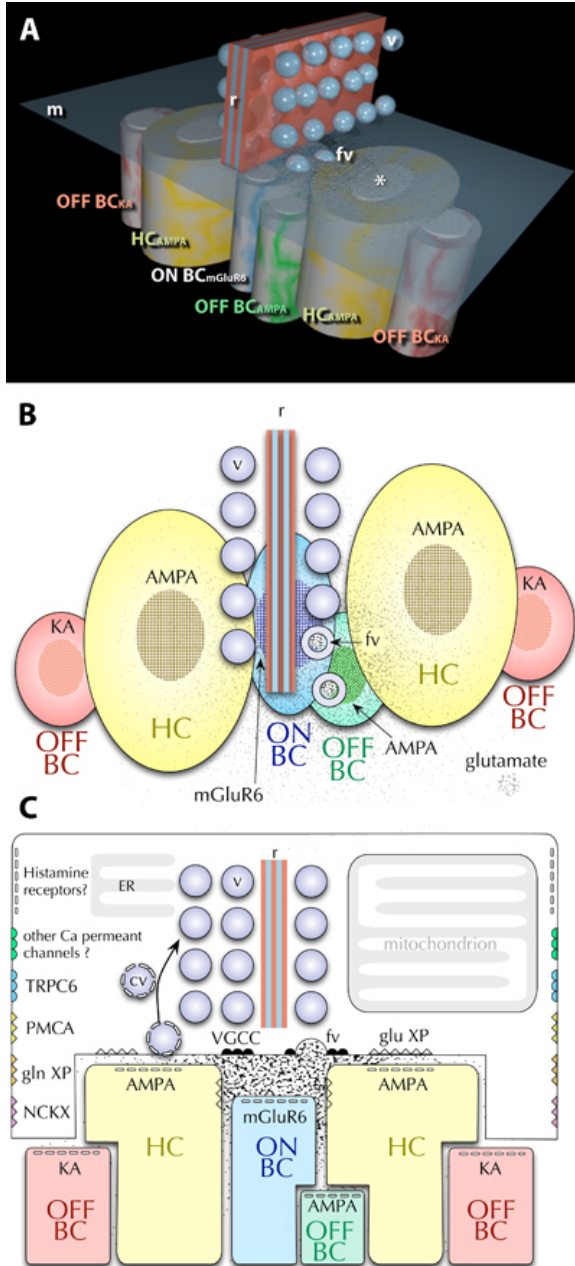 A
v
r
m
fv
*
OFF BCKA
HCAMPA
ON BCmGluR6
OFF BCAMPA
HCAMPA
OFF BCKA
B
r
v
AMPA
AMPA
KA
KA
fv
HC
HC
OFF
BC
OFF
BC
ON
BC
OFF
BC
AMPA
mGluR6
glutamate
C
r
Histamine
receptors?
ER
v
mitochondrion
other Ca permeant
channels ?
CV
TRPC6
PMCA
VGCC
fv
glu XP
gln XP
AMPA
AMPA
NCKX
mGluR6
HC
ON
BC
HC
KA
OFF
BC
AMPA
OFF
BC
KA
OFF
BC